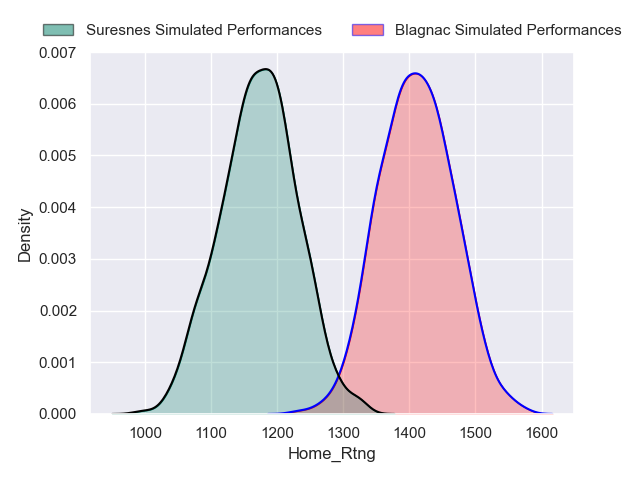 Suresnes Simulated Performances Blagnac Simulated Performances
0.007
0.006
0.005
0.004
0.003
0.002
0.001
0.000
Density
1000 1100 1200 1300 1400 1500 1600
Home_Rtng